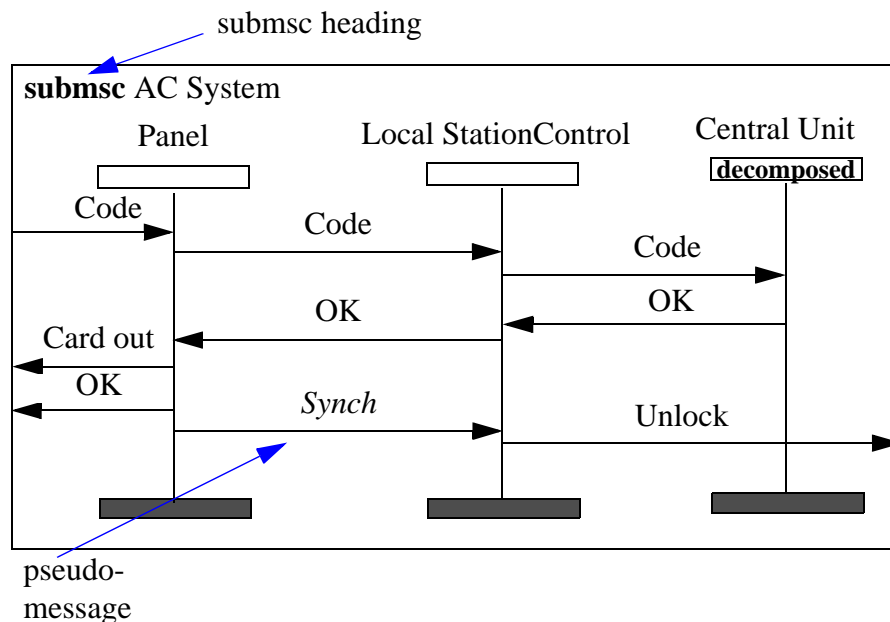 submsc heading
submsc AC System
Panel
Local StationControl
Central Unit
decomposed
Code
Code
Code
OK
OK
Card out
OK
Synch
Unlock
pseudo-
message